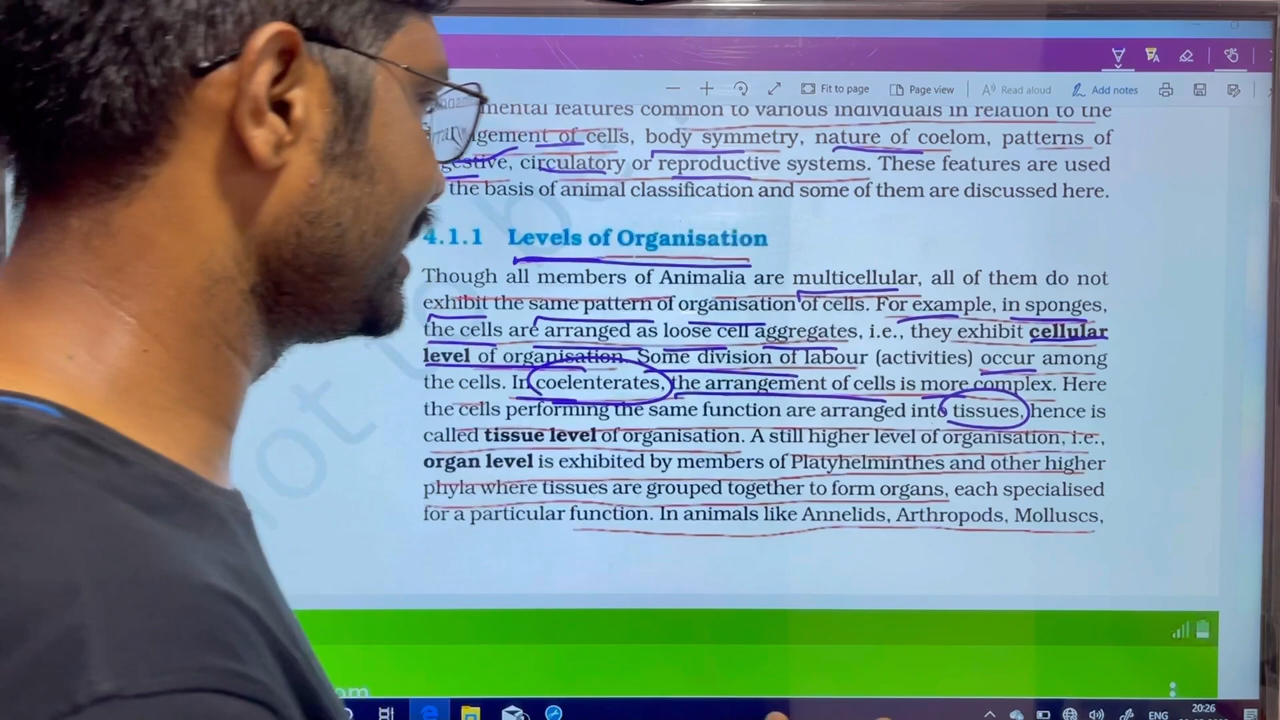 Fit to page
Page view
Read aloud
Add notes
mental features common to various individuals in relation to the
gement of cells, body symmetry, nature of coelom, patterns of
gestive, circulatory or reproductive systems. These features are used
the basis of animal classification and some of them are discussed here.
4.1.1 Levels of Organisation
Though all members of Animalia are multicellular, all of them do not
exhibit the same pattern of organisation of cells. For example, in sponges,
the cells are arranged as loose cell aggregates, i.e., they exhibit cellular
level of organisation. Some division of labour (activities) occur among
the cells. In coelenterates, the arrangement of cells is more complex. Here
the cells performing the same function are arranged into tissues, hence is
called tissue level of organisation. A still higher level of organisation, i.e.,
organ level is exhibited by members of Platyhelminthes and other higher
phyla where tissues are grouped together to form organs, each specialised
for a particular function. In animals like Annelids, Arthropods, Molluscs,
not
om
ENG
20:26